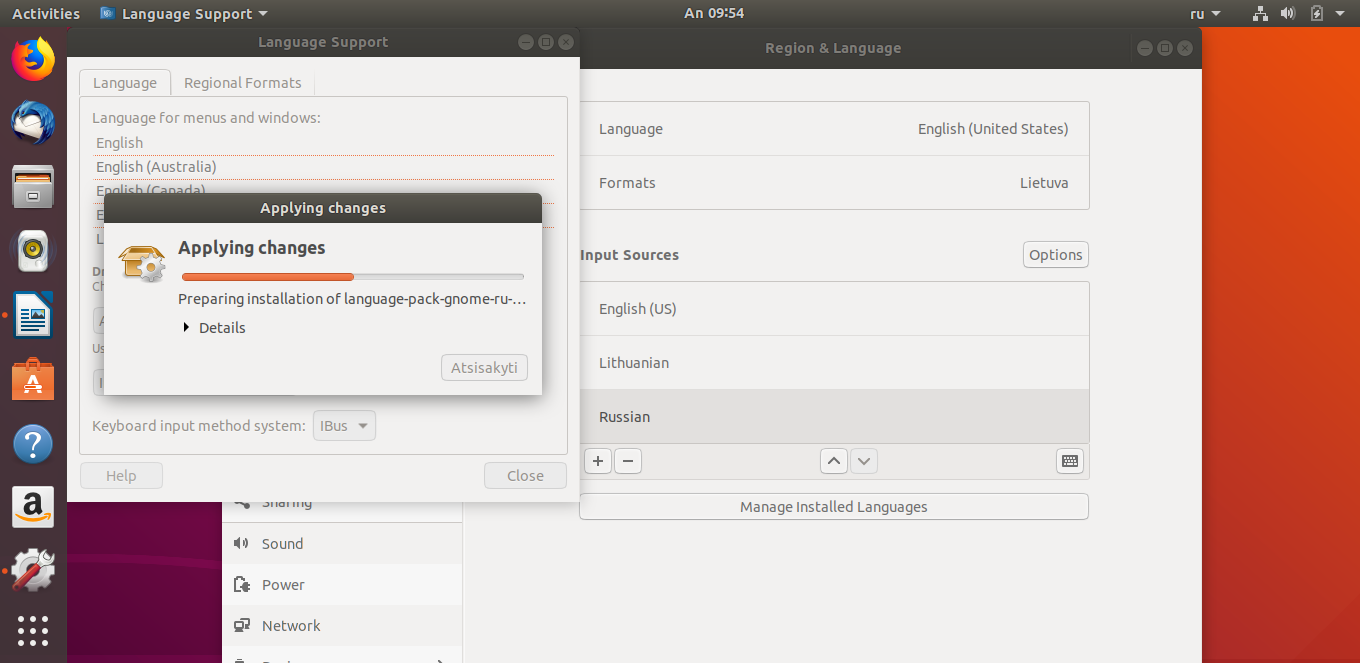 Activities
Language Support
An 09:54
ru
Language Support
Region & Language
Language
Regional Formats
Language for menus and windows:
English
English (Australia)
English (Canada)
Applying changes
Applying changes
Preparing installation of language-pack-gnome-ru-...
Details
Atsisakyti
Keyboard input method system:
IBus
Help
Close
Language
English (United States)
Formats
Lietuva
Input Sources
Options
English (US)
Lithuanian
Russian
Manage Installed Languages
Sharing
Sound
Power
Network